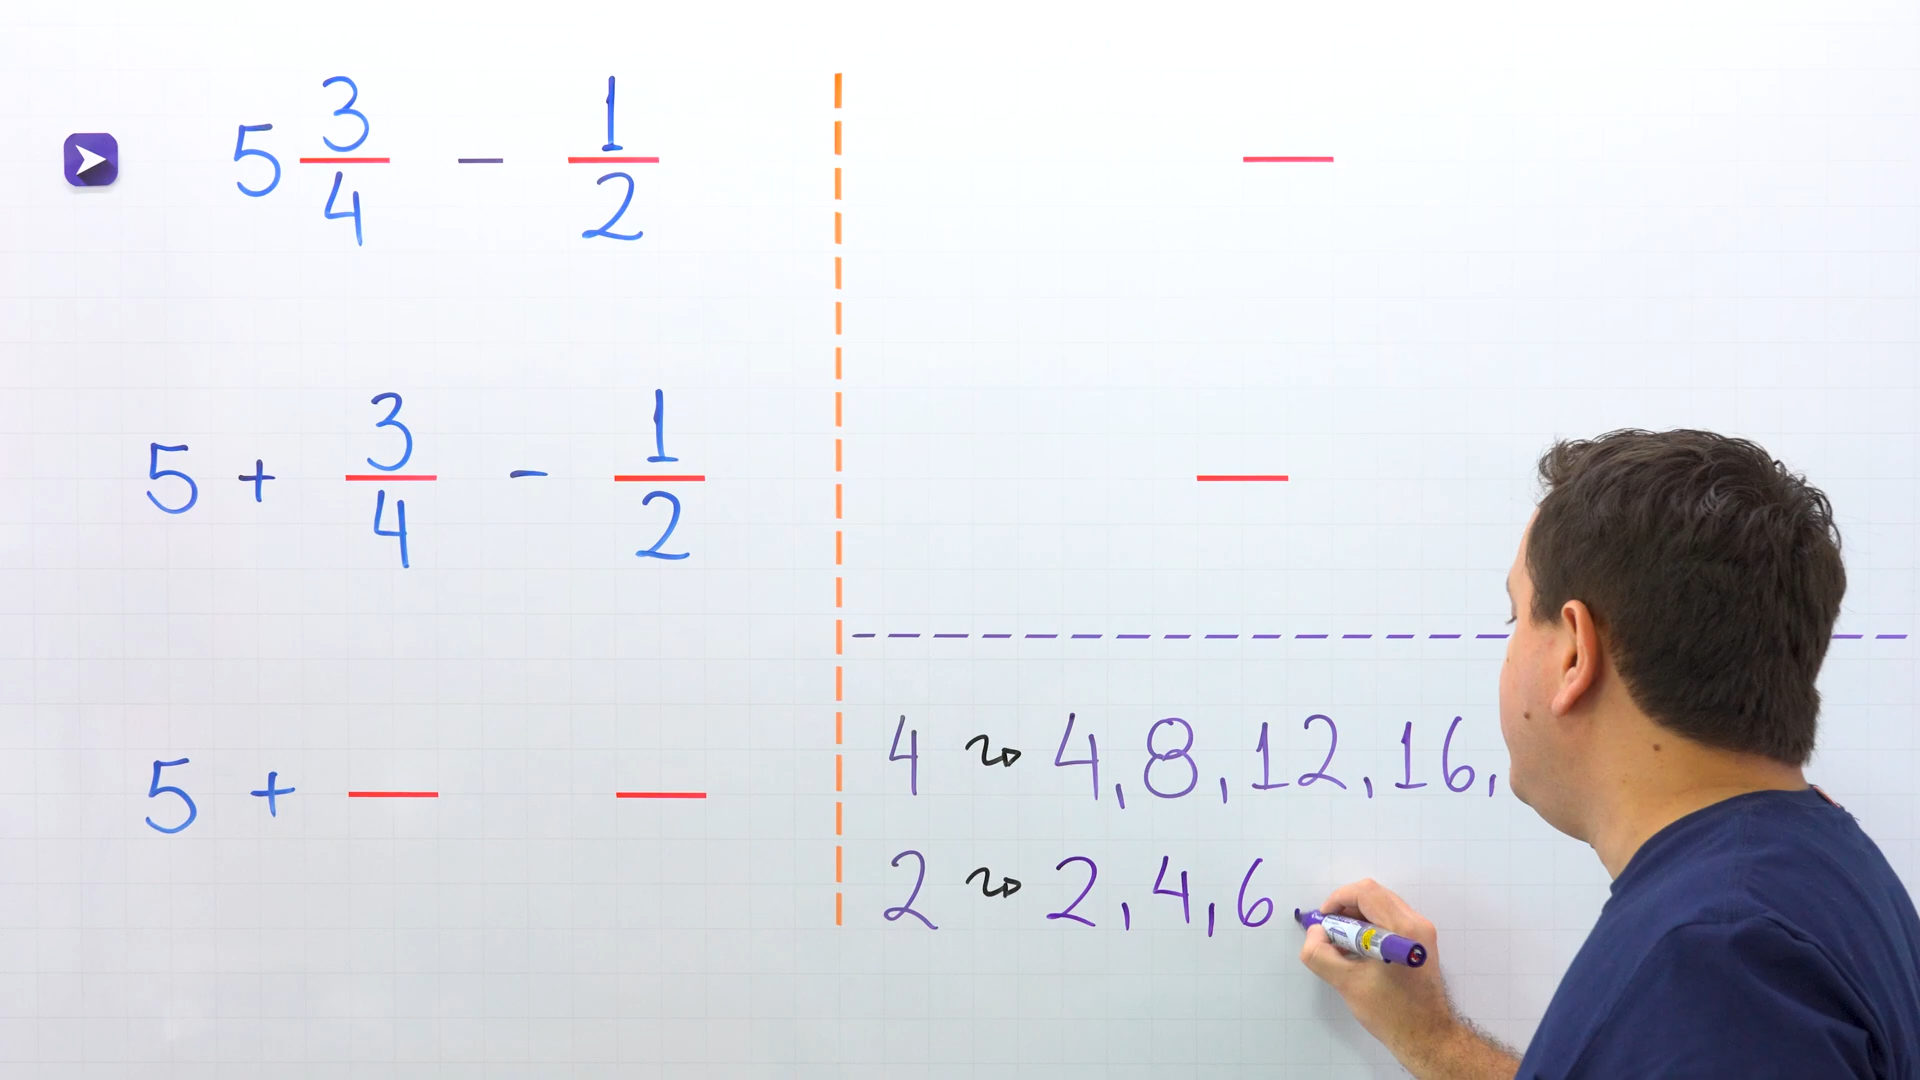 5 3/4 - 1/2
5 + 3/4 - 1/2
5 +
4 ⤳ 4, 8, 12, 16,
2 ⤳ 2, 4, 6